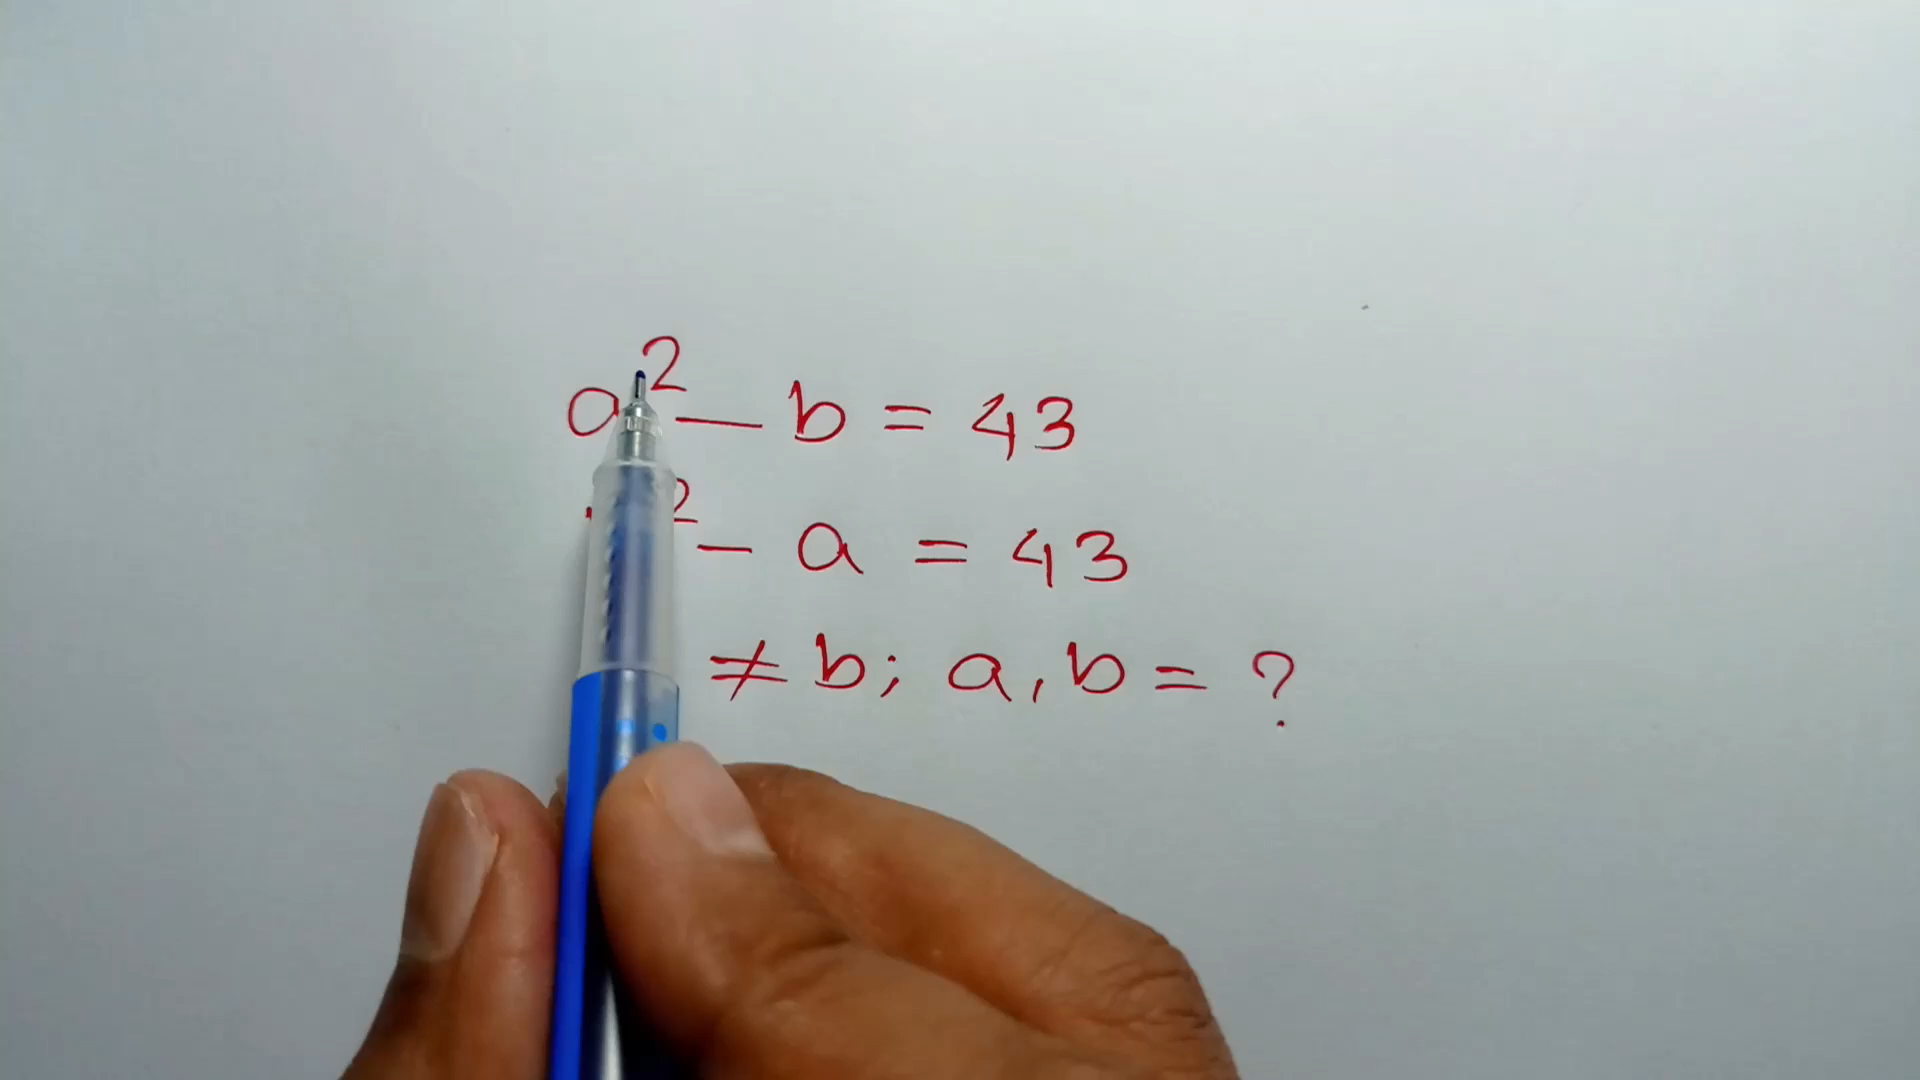 a² — b = 43
² - a = 43
≠ b; a, b = ?